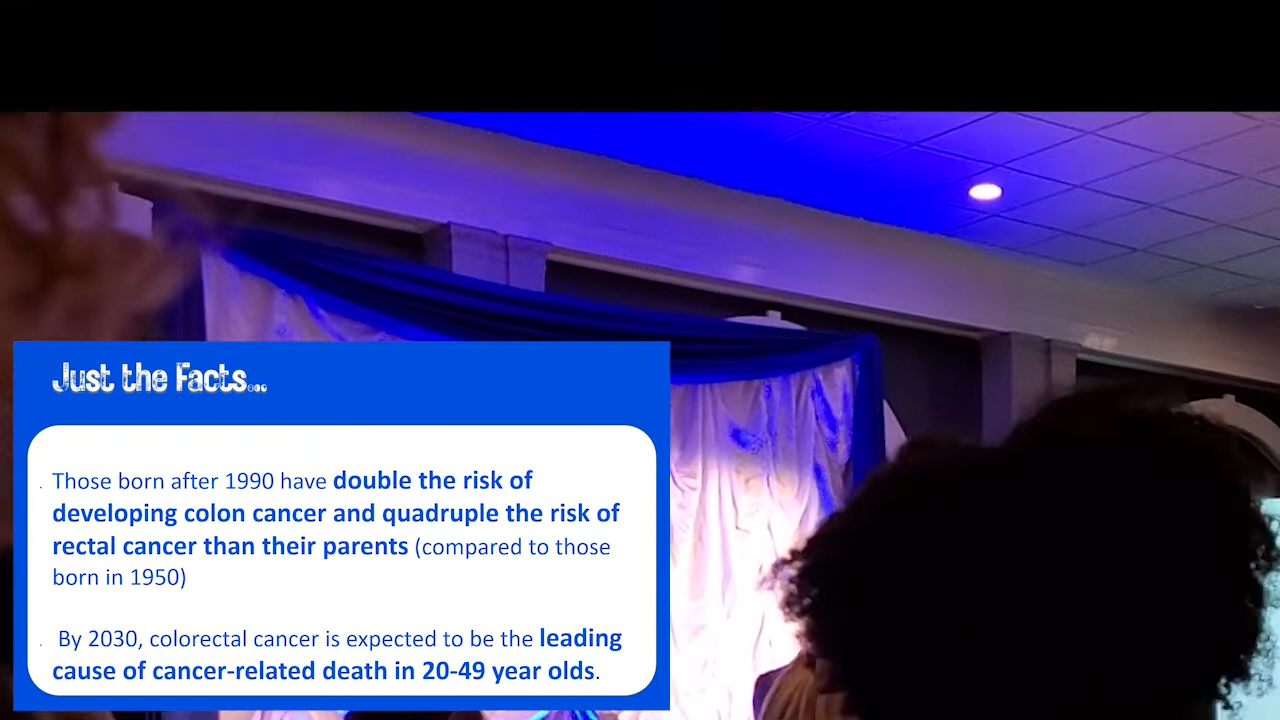 Just the Facts...
. Those born after 1990 have double the risk of
developing colon cancer and quadruple the risk of
rectal cancer than their parents (compared to those
born in 1950)
. By 2030, colorectal cancer is expected to be the leading
cause of cancer-related death in 20-49 year olds.